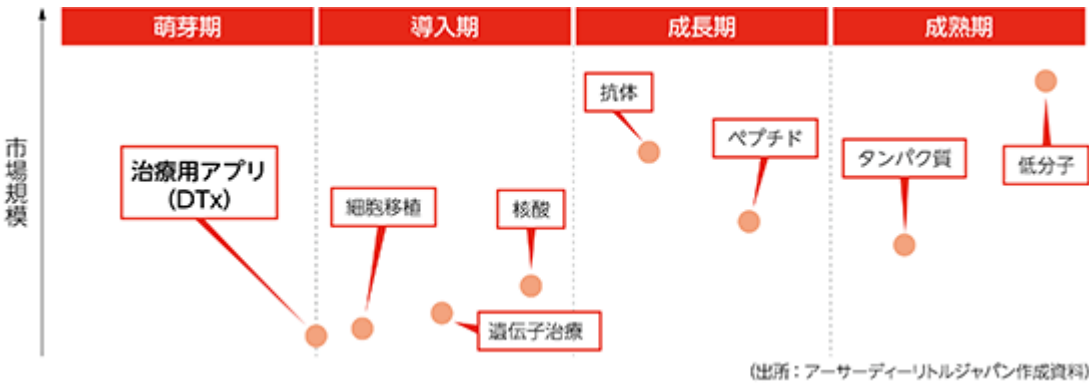 萌芽期
導入期
成長期
成熟期
市場規模
治療用アプリ
(DTx)
細胞移植
遺伝子治療
核酸
抗体
ペプチド
タンパク質
低分子
(出所:アーサーディーリトルジャパン作成資料)